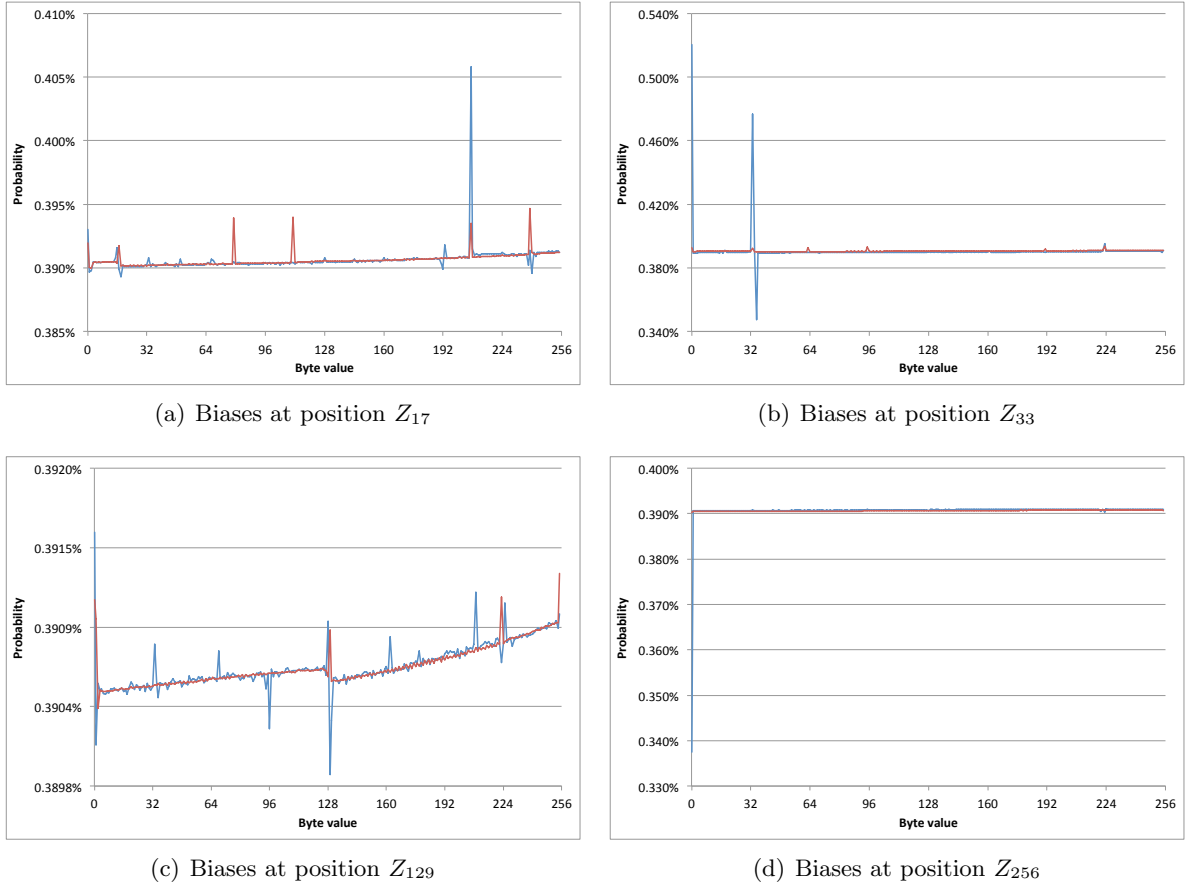 0.410%
0.405%
0.400%
0.395%
0.390%
0.385%
Probability
0 32 64 96 128 160 192 224 256
Byte value
(a) Biases at position Z17
0.540%
0.500%
0.460%
0.420%
0.380%
0.340%
Probability
0 32 64 96 128 160 192 224 256
Byte value
(b) Biases at position Z33
0.3920%
0.3915%
0.3909%
0.3904%
0.3898%
Probability
0 32 64 96 128 160 192 224 256
Byte value
(c) Biases at position Z129
0.400%
0.390%
0.380%
0.370%
0.360%
0.350%
0.340%
0.330%
Probability
0 32 64 96 128 160 192 224 256
Byte value
(d) Biases at position Z256